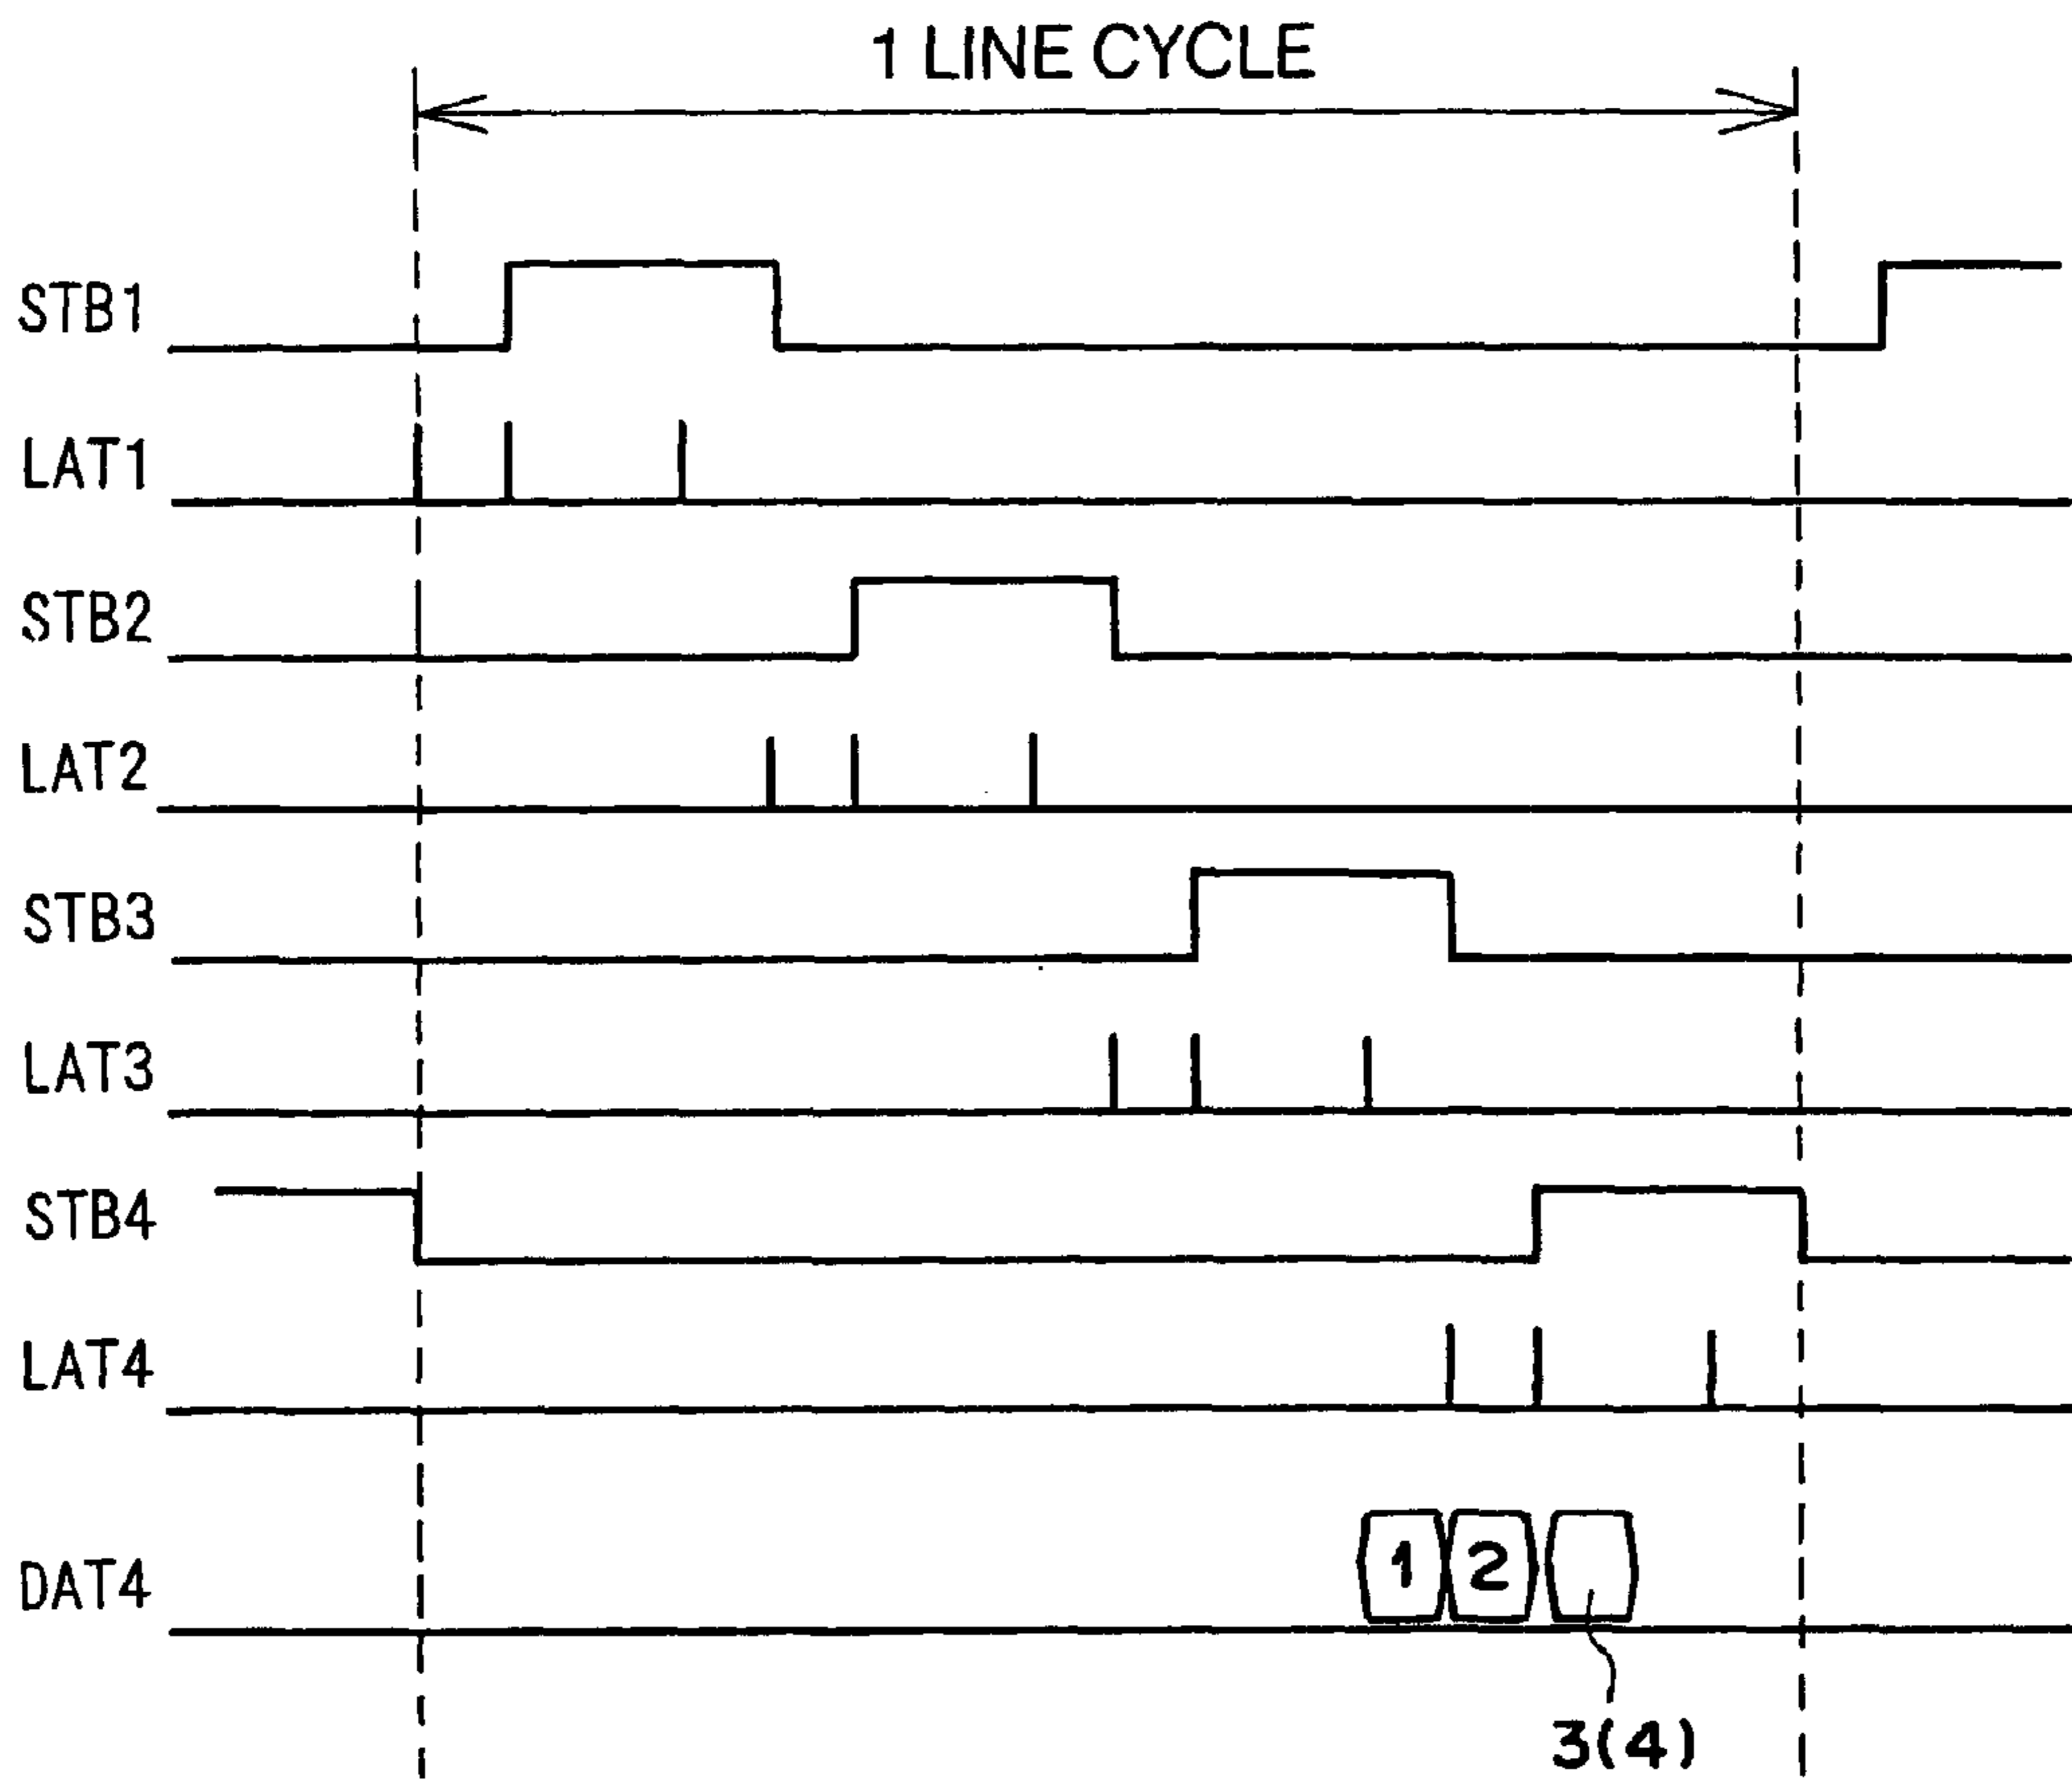 1 LINE CYCLE
STB1
LAT1
STB2
LAT2
STB3
LAT3
STB4
LAT4
DAT4
1
2
3(4)